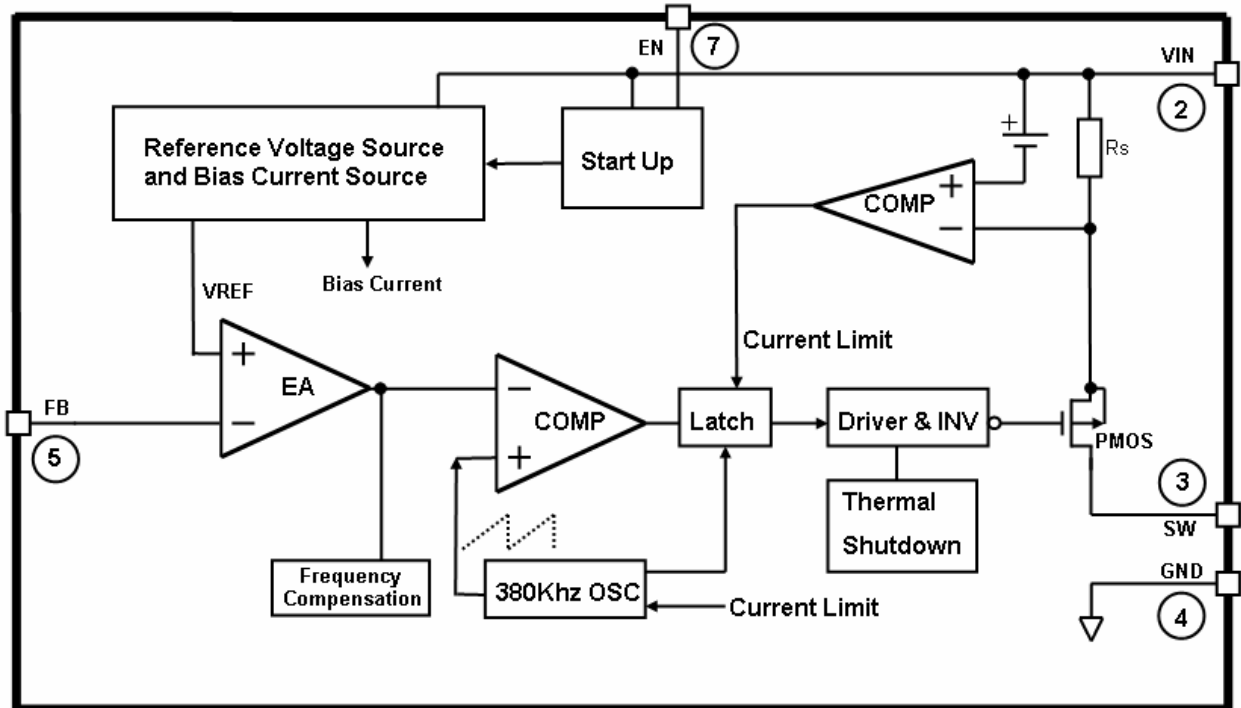 EN
7
VIN
2
Reference Voltage Source
and Bias Current Source
Start Up
+
Rs
+
COMP
−
Bias Current
VREF
Current Limit
+
EA
−
FB
5
−
COMP
+
Latch
Driver & INV
PMOS
3
SW
Thermal
Shutdown
Frequency
Compensation
380Khz OSC
Current Limit
GND
4